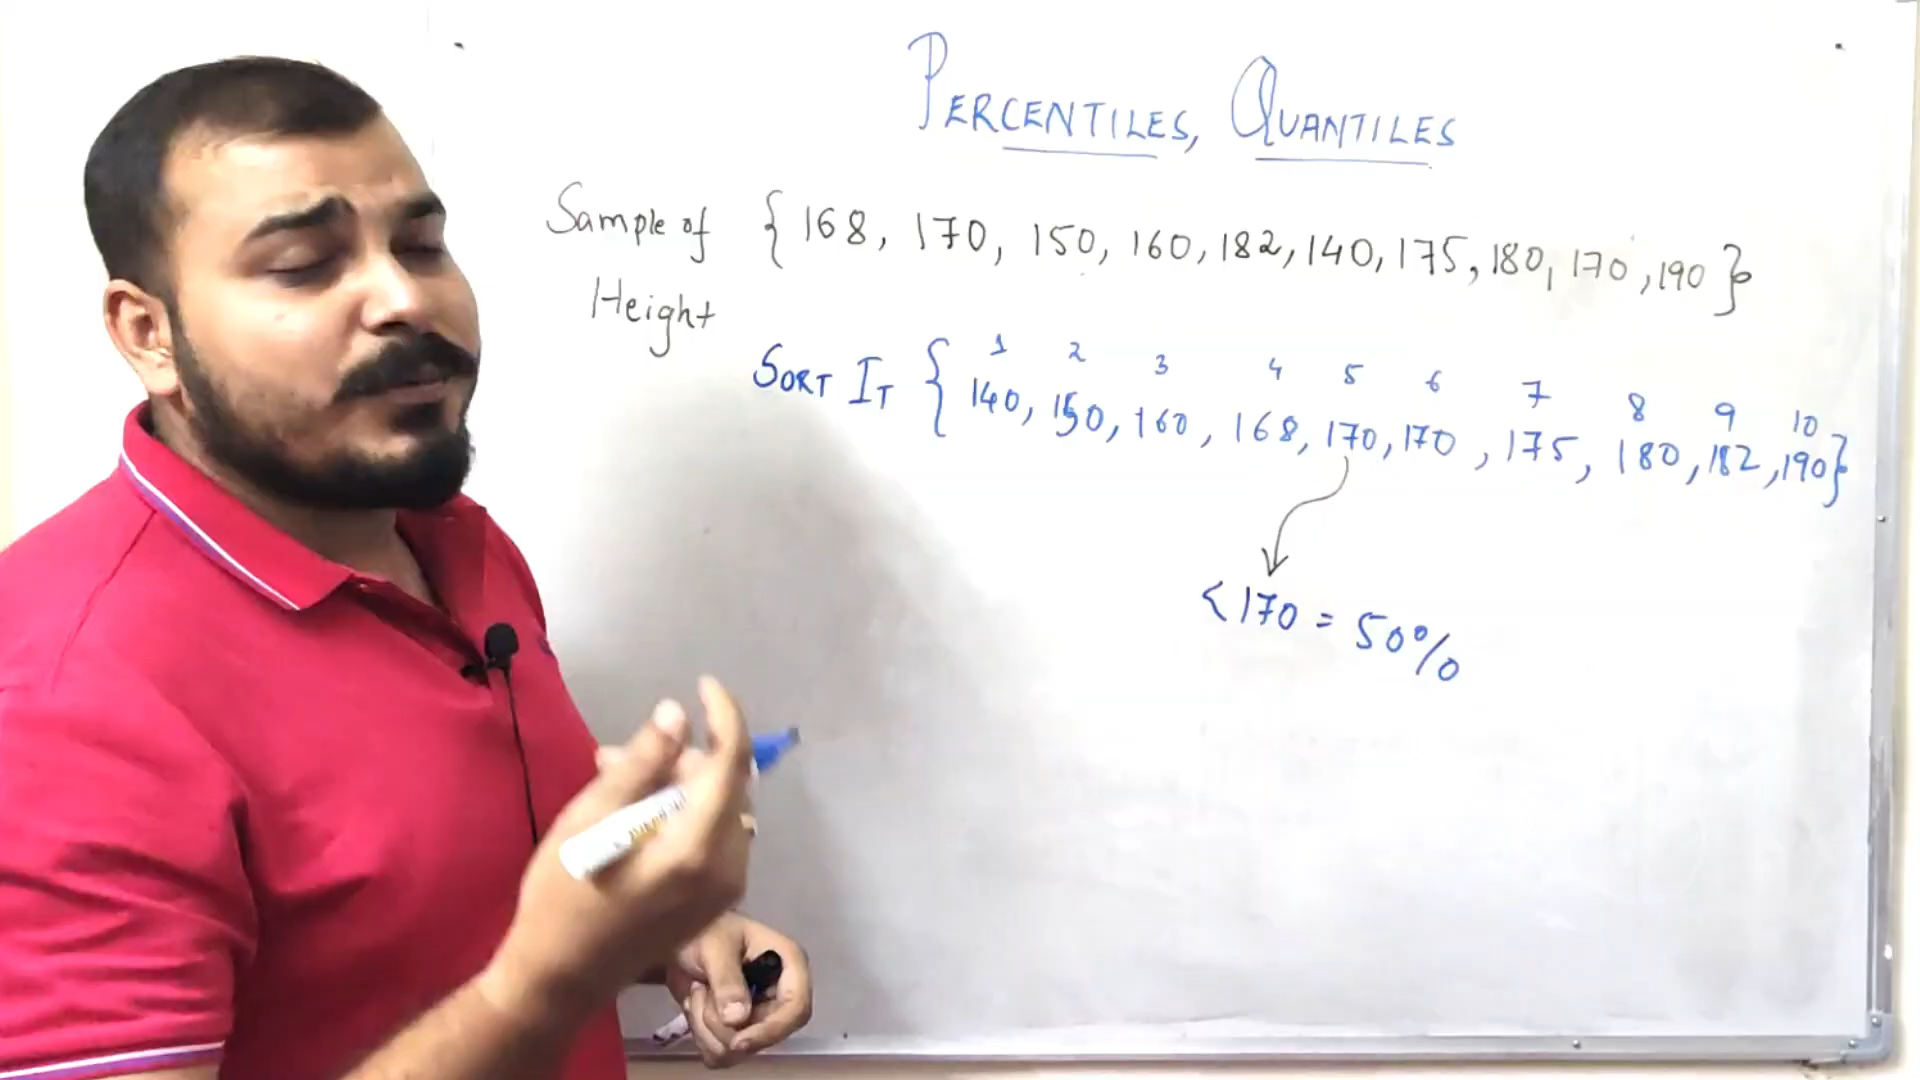 PERCENTILES, QUANTILES
Sample of { 168, 170, 150, 160, 182, 140, 175, 180, 170, 190 }
Height
1 2 3 4 5 6 7 8 9 10
SORT IT { 140, 150, 160, 168, 170, 170, 175, 180, 182, 190}
< 170 = 50%